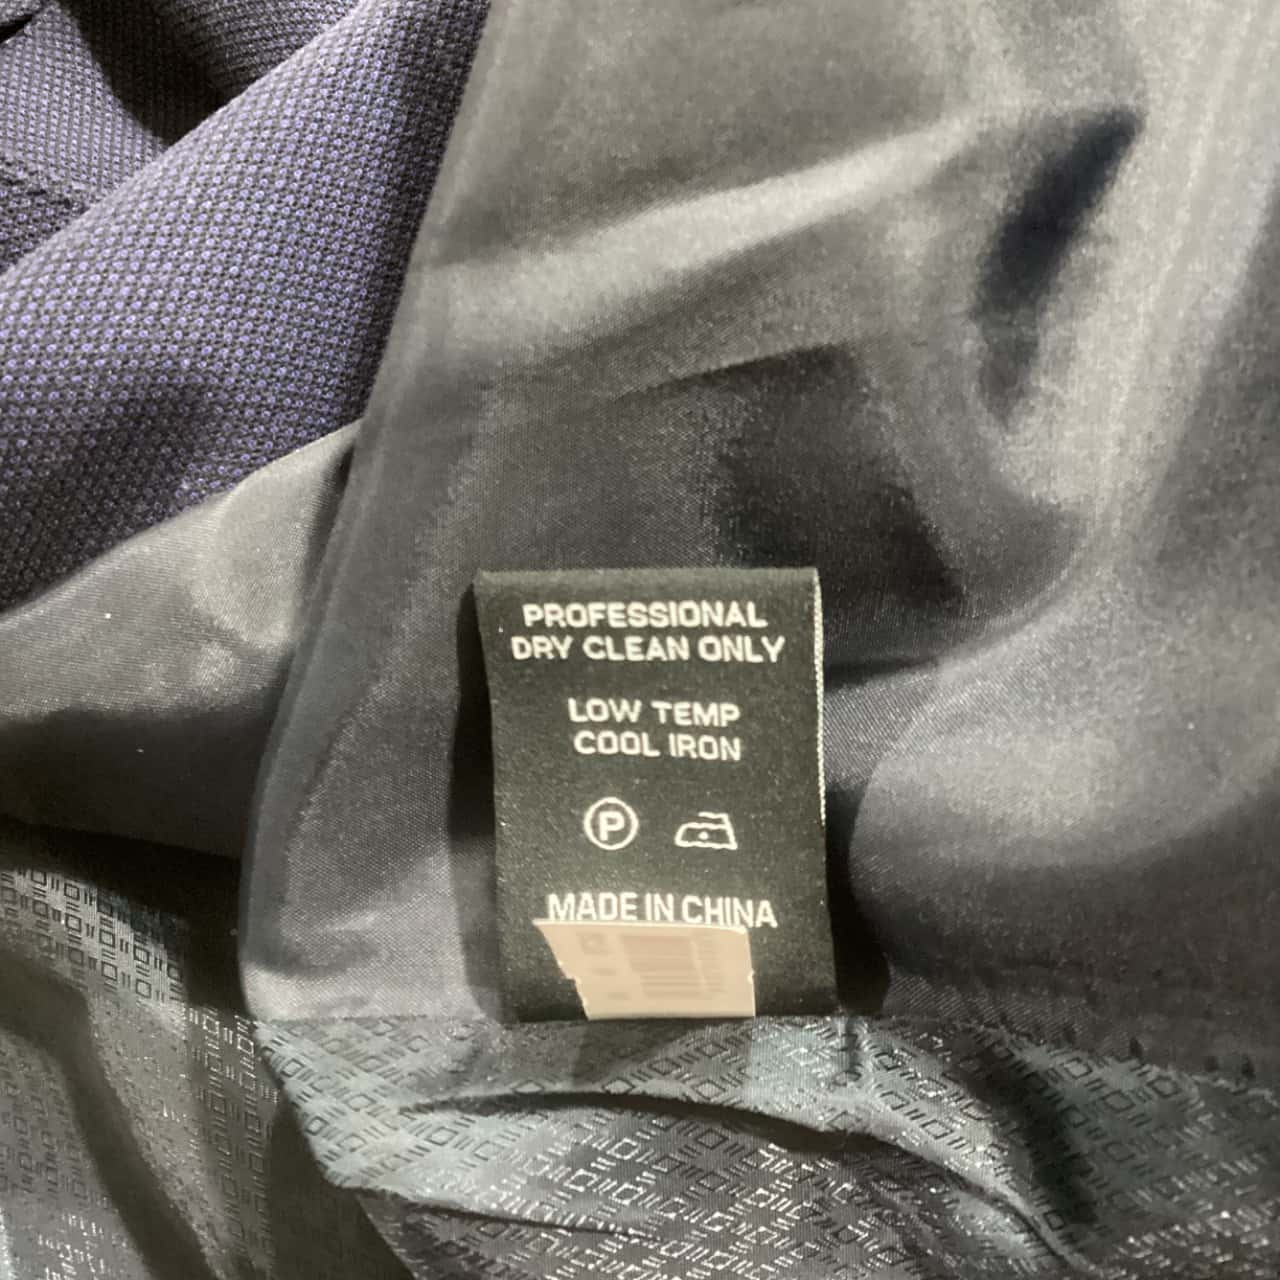 PROFESSIONAL
DRY CLEAN ONLY
LOW TEMP
COOL IRON
P
MADE IN CHINA